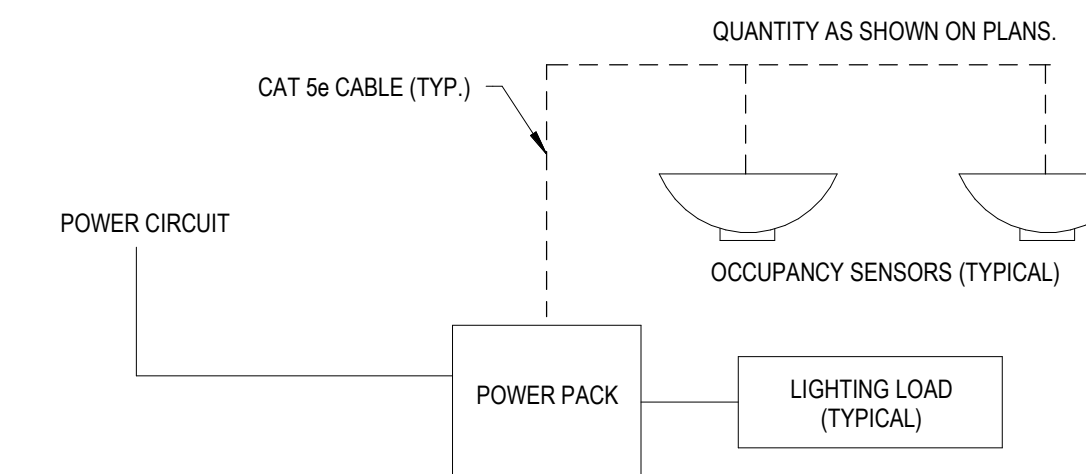 QUANTITY AS SHOWN ON PLANS.
CAT 5e CABLE (TYP.)
POWER CIRCUIT
OCCUPANCY SENSORS (TYPICAL)
POWER PACK
LIGHTING LOAD
(TYPICAL)